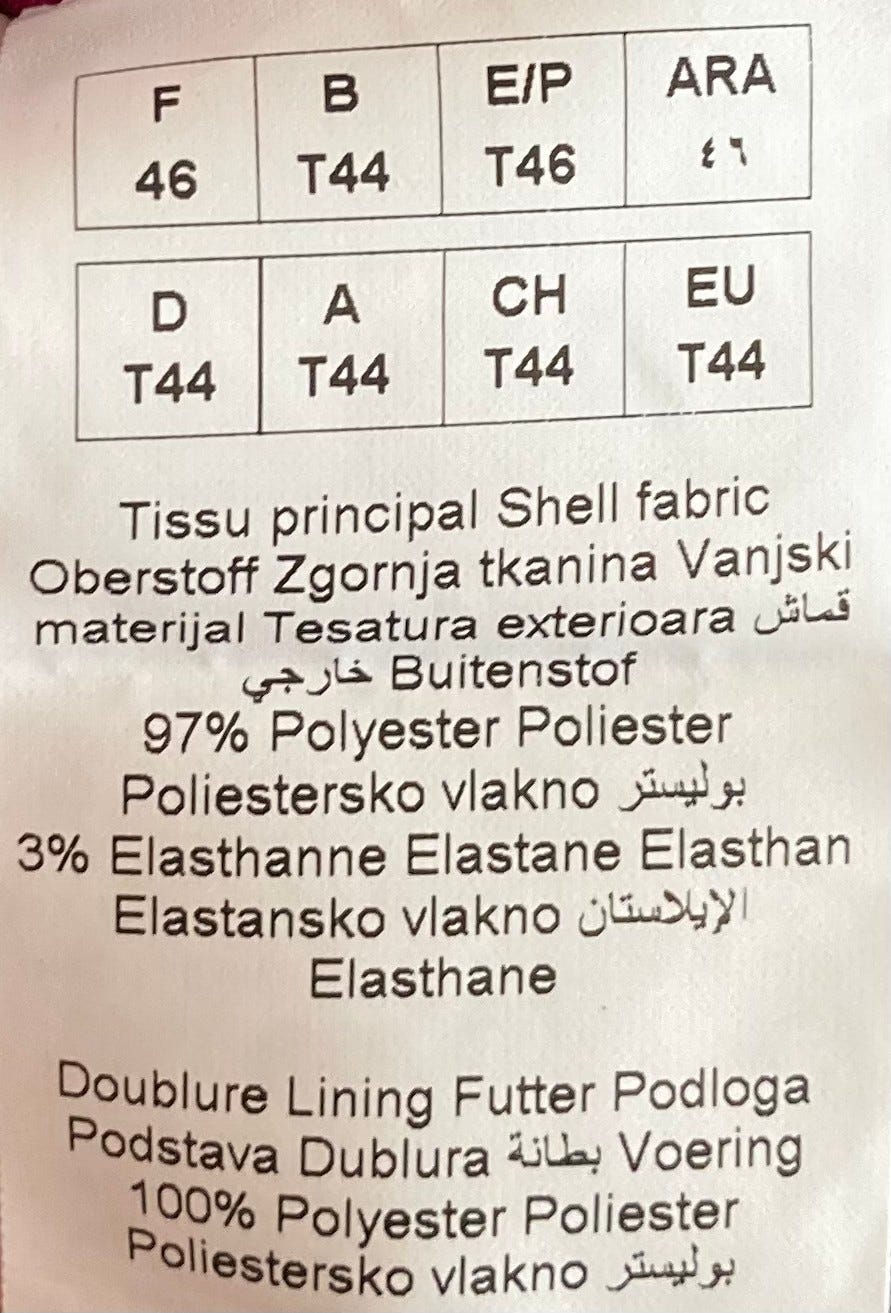 F B E/P ARA
46 T44 T46 ٤٦
D A CH EU
T44 T44 T44 T44
Tissu principal Shell fabric
Oberstoff Zgornja tkanina Vanjski
materijal Tesatura exterioara قماش
خارجي Buitenstof
97% Polyester Poliester
Poliestersko vlakno بوليستر
3% Elasthanne Elastane Elasthan
Elastansko vlakno الإيلاستان
Elasthane
Doublure Lining Futter Podloga
Podstava Dublura بطانة Voering
100% Polyester Poliester
Poliestersko vlakno بوليستر